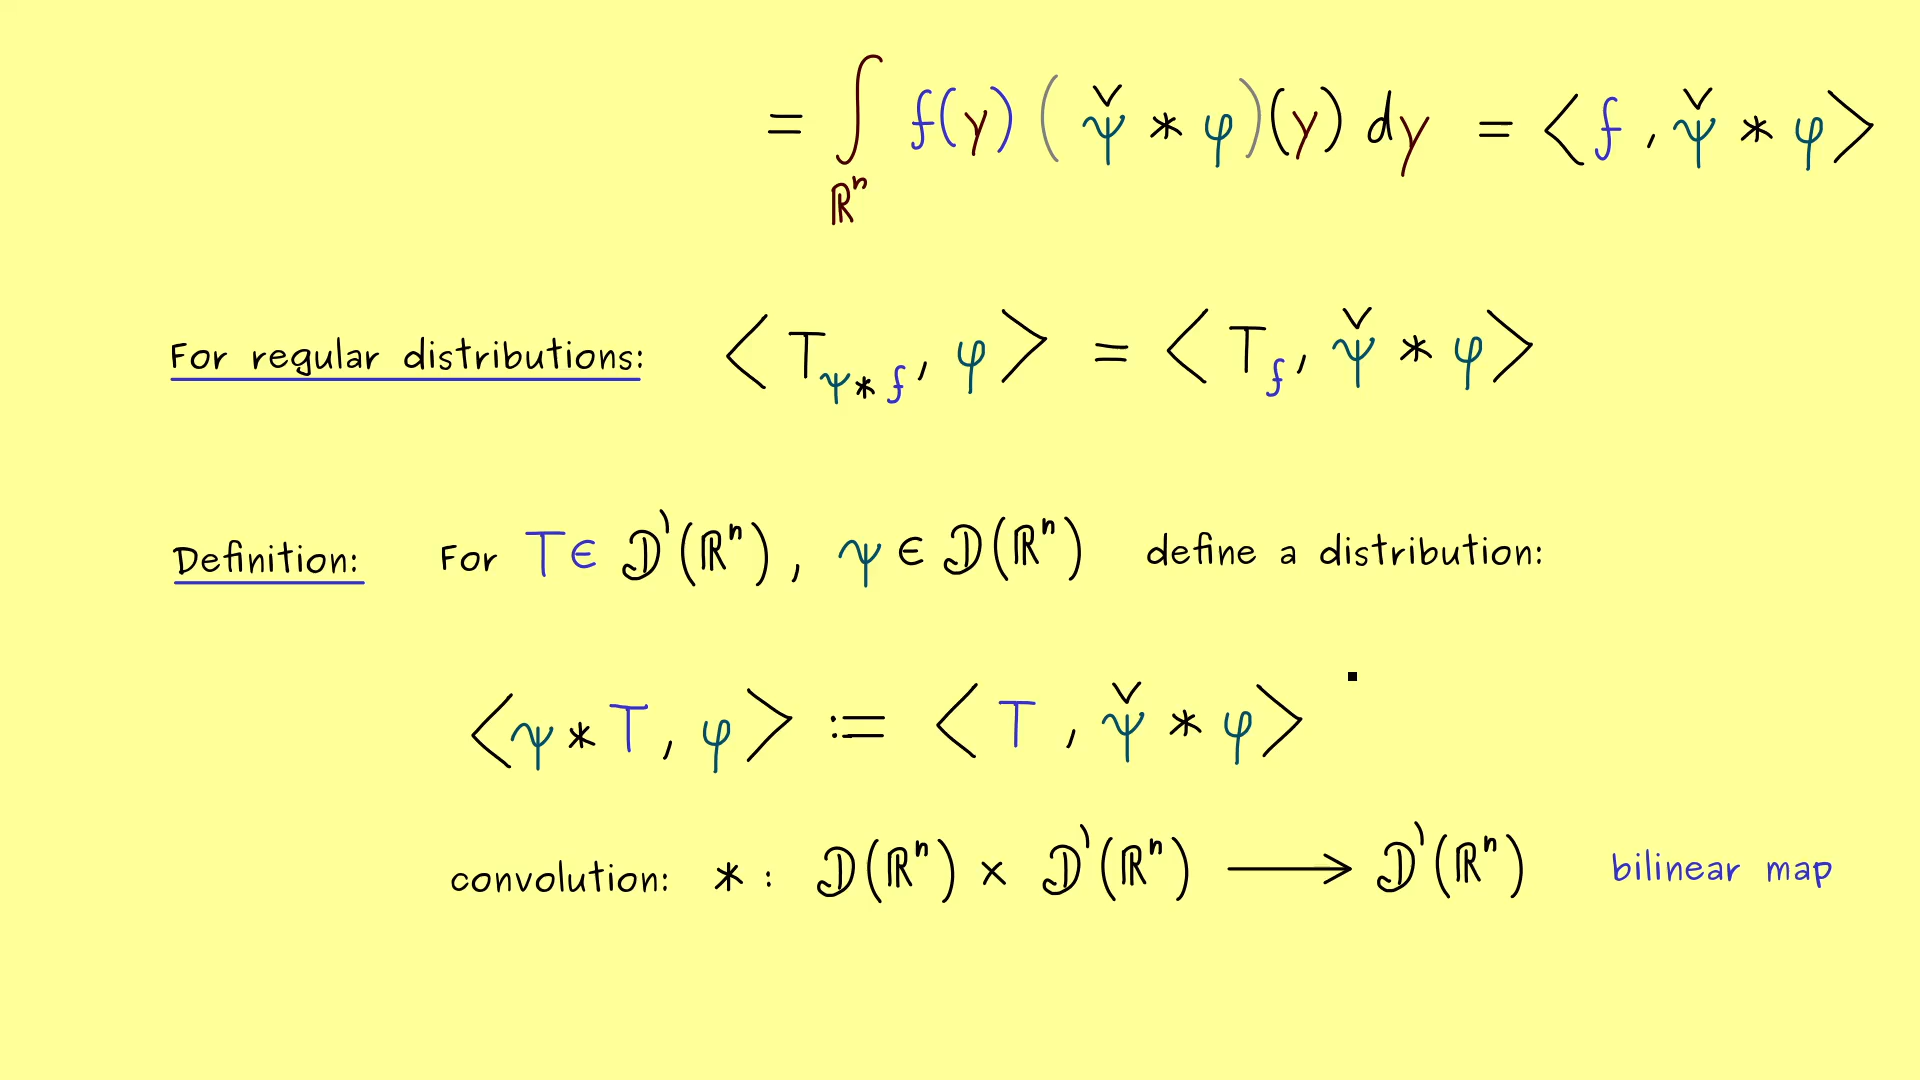 = ∫_{ℝⁿ} f(y) ( ψ̌ * φ )(y) dy = ⟨ f , ψ̌ * φ ⟩
For regular distributions: ⟨ T_{ψ * f} , φ ⟩ = ⟨ T_f , ψ̌ * φ ⟩
Definition: For T ∈ 𝒟'(ℝⁿ) , ψ ∈ 𝒟(ℝⁿ) define a distribution:
⟨ ψ * T , φ ⟩ := ⟨ T , ψ̌ * φ ⟩
convolution: * : 𝒟(ℝⁿ) × 𝒟'(ℝⁿ) ⟶ 𝒟'(ℝⁿ) bilinear map